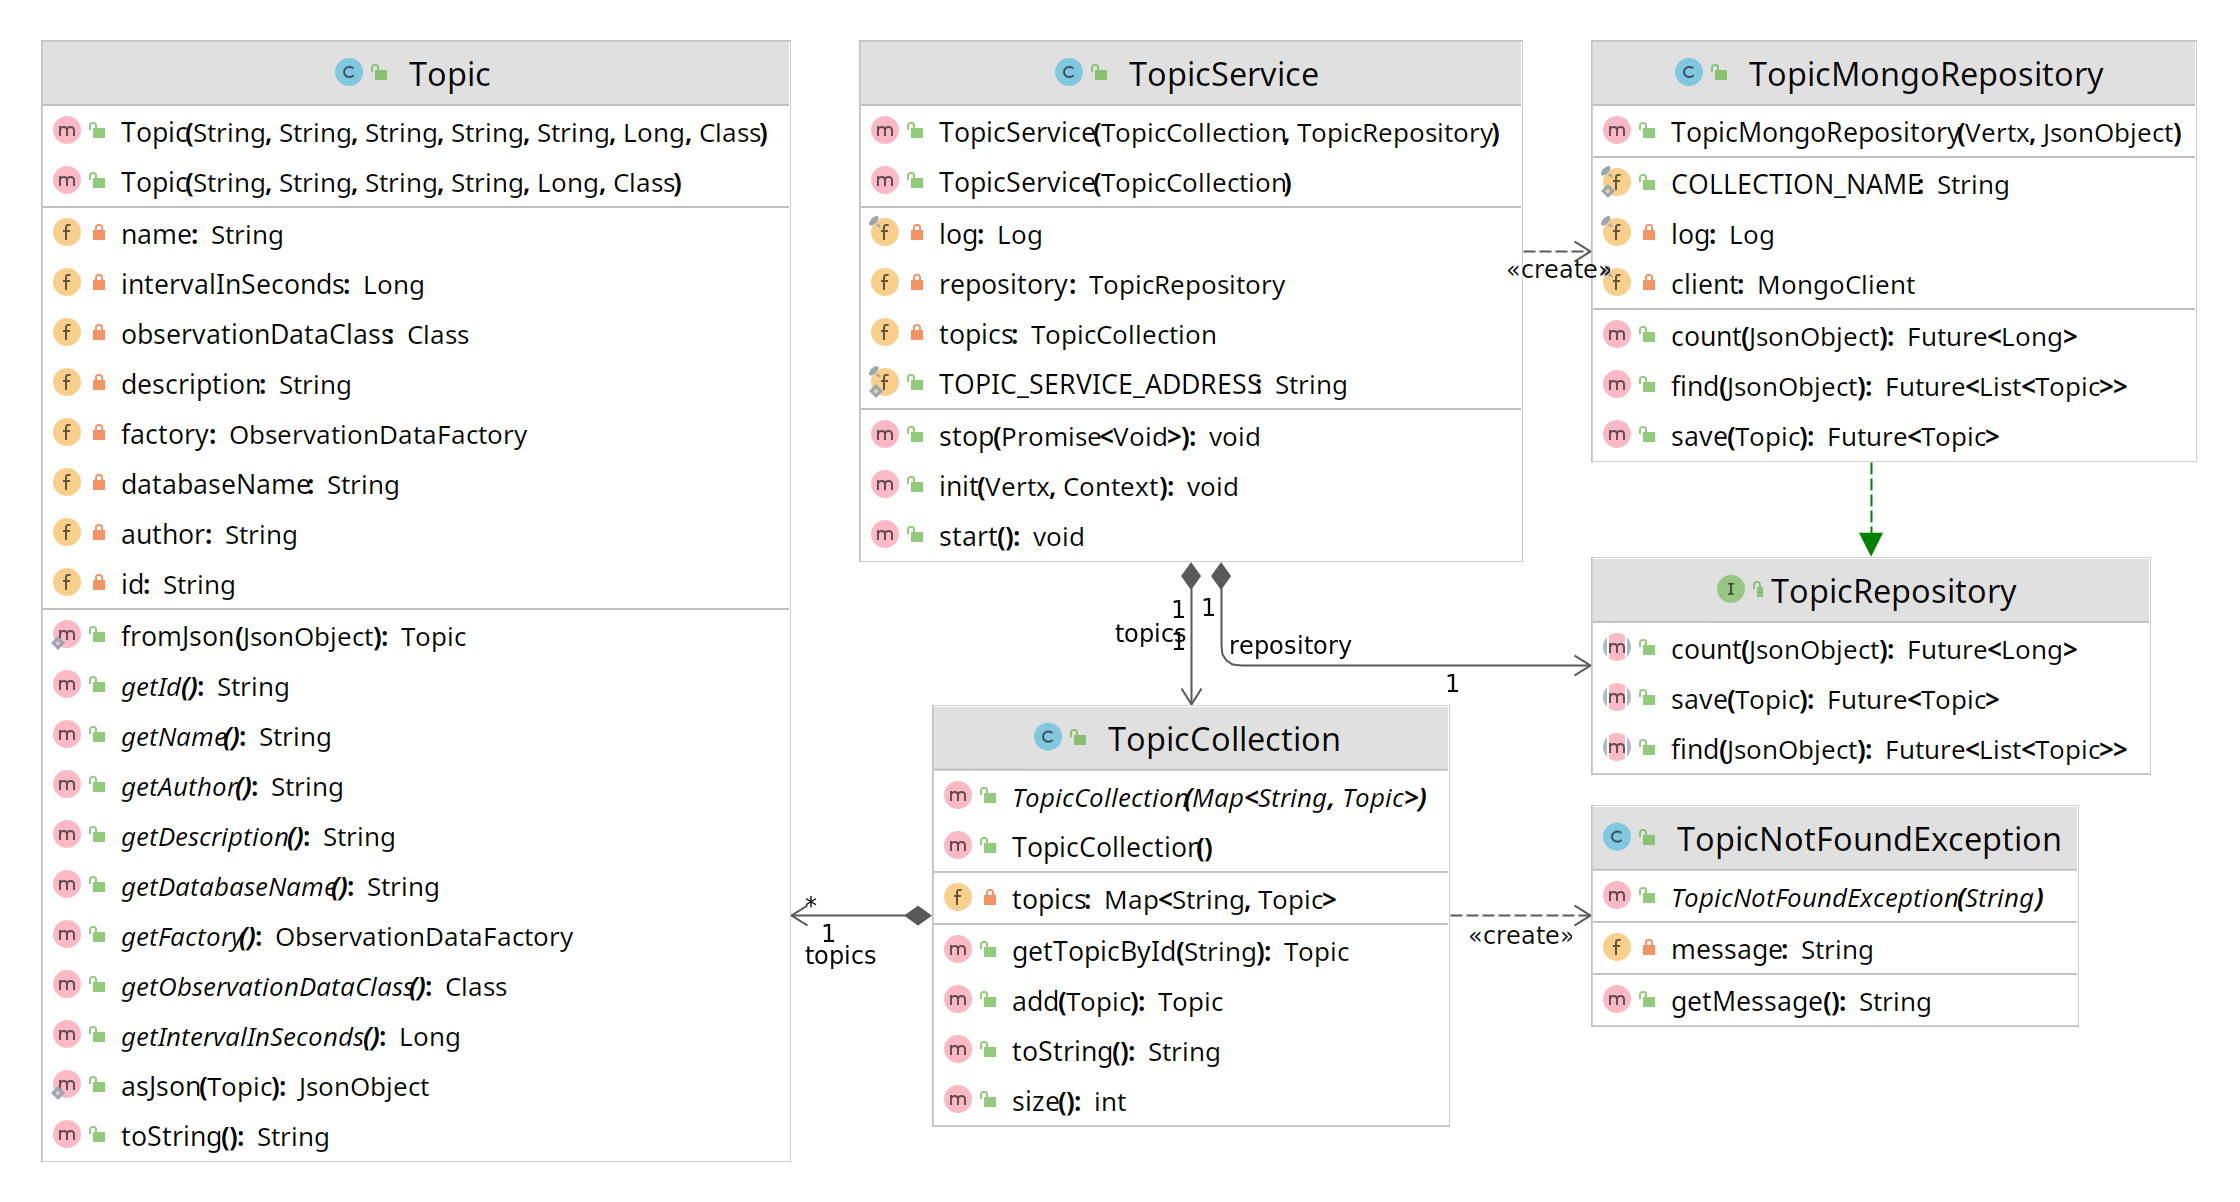 Topic
Topic(String, String, String, String, String, Long, Class)
Topic(String, String, String, String, Long, Class)
name: String
intervalInSeconds: Long
observationDataClass: Class
description: String
factory: ObservationDataFactory
databaseName: String
author: String
id: String
fromJson(JsonObject): Topic
getId(): String
getName(): String
getAuthor(): String
getDescription(): String
getDatabaseName(): String
getFactory(): ObservationDataFactory
getObservationDataClass(): Class
getIntervalInSeconds(): Long
asJson(Topic): JsonObject
toString(): String
TopicService
TopicService(TopicCollection, TopicRepository)
TopicService(TopicCollection)
log: Log
repository: TopicRepository
topics: TopicCollection
TOPIC_SERVICE_ADDRESS: String
stop(Promise<Void>): void
init(Vertx, Context): void
start(): void
«create»
TopicMongoRepository
TopicMongoRepository(Vertx, JsonObject)
COLLECTION_NAME: String
log: Log
client: MongoClient
count(JsonObject): Future<Long>
find(JsonObject): Future<List<Topic>>
save(Topic): Future<Topic>
1
topics
1
1
repository
1
TopicRepository
count(JsonObject): Future<Long>
save(Topic): Future<Topic>
find(JsonObject): Future<List<Topic>>
TopicCollection
TopicCollection(Map<String, Topic>)
TopicCollection()
topics: Map<String, Topic>
getTopicById(String): Topic
add(Topic): Topic
toString(): String
size(): int
*
1
topics
«create»
TopicNotFoundException
TopicNotFoundException(String)
message: String
getMessage(): String